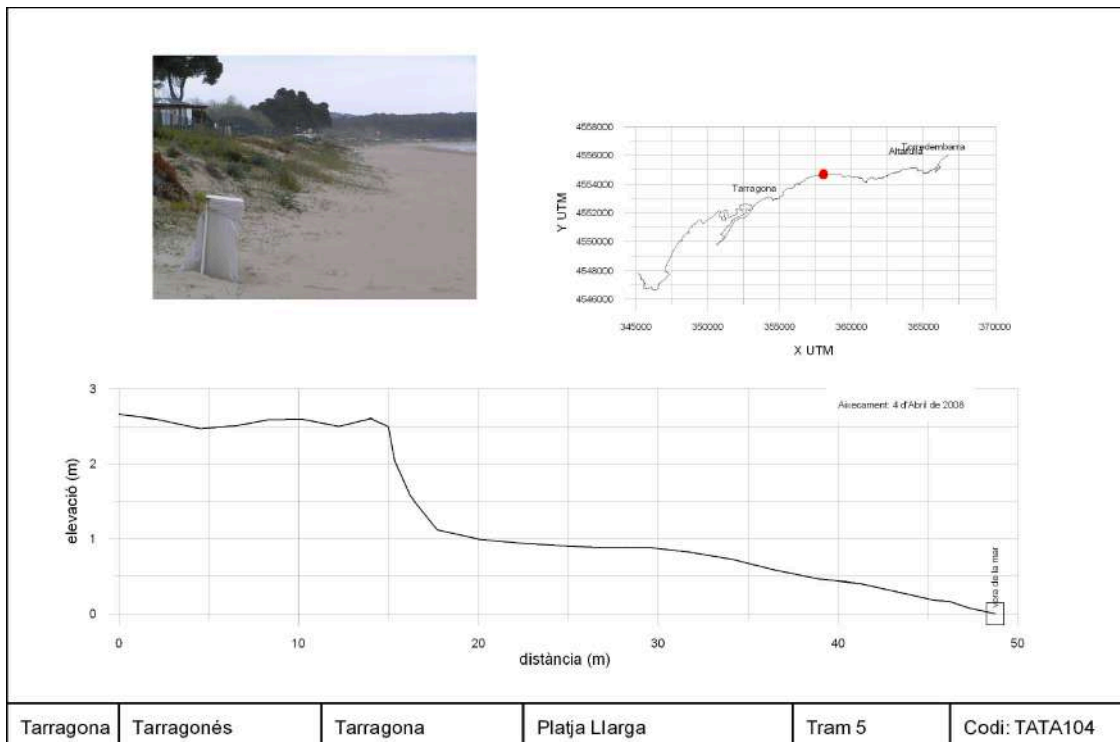 4558000
4556000
4554000
4552000
4550000
4548000
4546000
Y UTM
Torredembarra
Altafulla
Tarragona
345000 350000 355000 360000 365000 370000
X UTM
Aixecament: 4 d'Abril de 2008
3
2
1
0
elevació (m)
vora de la mar
0 10 20 30 40 50
distància (m)
Tarragona Tarragonés Tarragona Platja Llarga Tram 5 Codi: TATA104